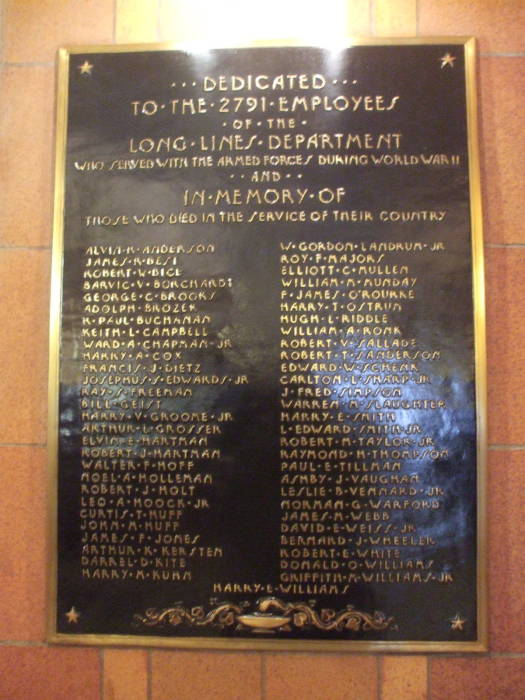 DEDICATED
TO·THE·2791·EMPLOYEES
·OF·THE·
LONG·LINES·DEPARTMENT
WHO SERVED WITH THE ARMED FORCES DURING WORLD WAR II
··AND··
IN·MEMORY·OF
THOSE WHO DIED IN THE SERVICE OF THEIR COUNTRY
ALVIN·R·ANDERSON
JAMES·R·BEST
ROBERT·W·BICE
BARVIC·V·BORCHARDT
GEORGE·C·BROOKS
ADOLPH·BROZEK
R·PAUL·BUCHANAN
KEITH·L·CAMPBELL
WARD·A·CHAPMAN·JR
HARRY·A·COX
FRANCIS·J·DIETZ
JOSEPHUS·S·EDWARDS·JR
RAY·S·FREEMAN
BILL·GEIST
HARRY·V·GROOME·JR
ARTHUR·L·GROSSER
ELVIN·E·HARTMAN
ROBERT·J·HARTMAN
WALTER·F·HOFF
NOEL·A·HOLLEMAN
ROBERT·J·HOLT
LEO·A·HOOCK·JR
CURTIS·T·HUFF
JOHN·M·HUFF
JAMES·F·JONES
ARTHUR·K·KERSTEN
DARREL·D·KITE
HARRY·M·KUHN
W·GORDON·LANDRUM·JR
ROY·F·MAJORS
ELLIOTT·C·MULLEN
WILLIAM·M·MUNDAY
F·JAMES·O'ROURKE
HARRY·T·OSTRUM
HUGH·E·RIDDLE
WILLIAM·A·RONK
ROBERT·V·SALLADE
ROBERT·T·SANDERSON
EDWARD·W·SCHENK
CARLTON·L·SHARP·JR
J·FRED·SIMPSON
WARREN·M·SLAUGHTER
HARRY·E·SMITH
L·EDWARD·SMITH·JR
ROBERT·M·TAYLOR·JR
RAYMOND·H·THOMPSON
PAUL·E·TILLMAN
ASHBY·J·VAUGHAN
LESLIE·B·VENNARD·JR
NORMAN·G·WARFORD
JAMES·M·WEBB
DAVID·E·WEISS·JR
BERNARD·J·WHEELER
ROBERT·E·WHITE
DONALD·O·WILLIAMS
GRIFFITH·M·WILLIAMS·JR
HARRY·E·WILLIAMS